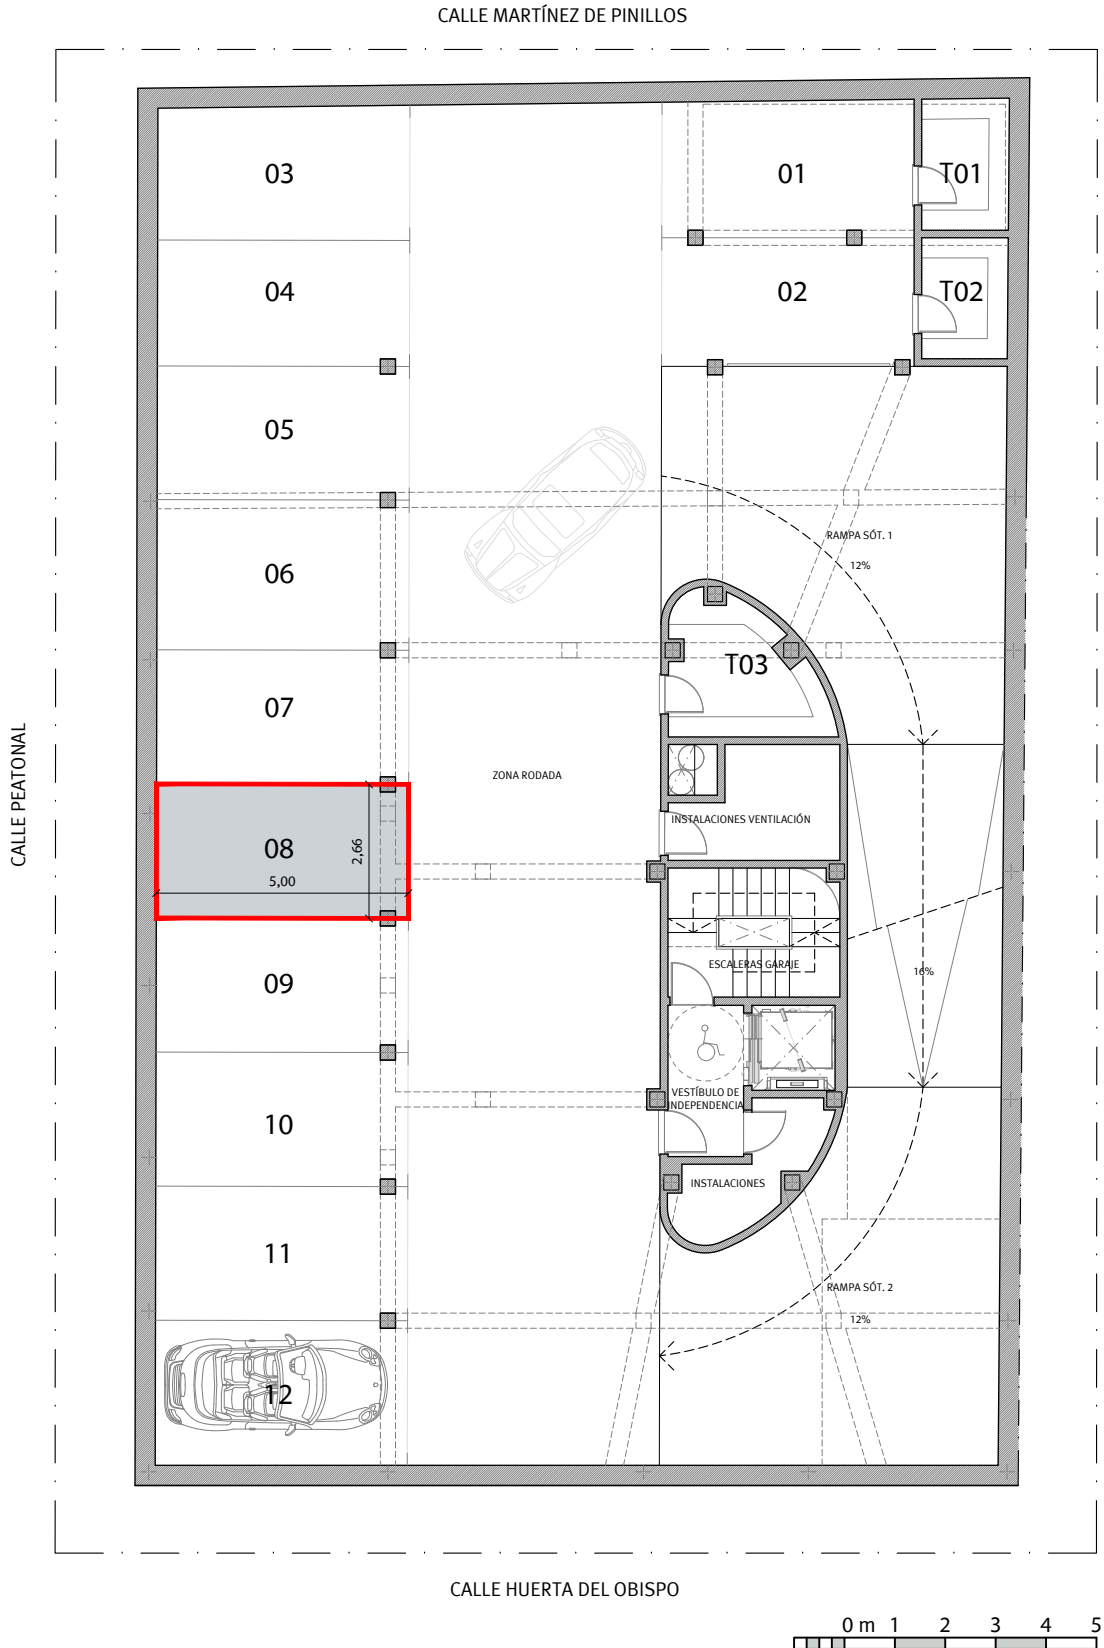 CALLE MARTÍNEZ DE PINILLOS
03
01
T01
04
02
T02
05
RAMPA SÓT. 1
12%
06
T03
07
CALLE PEATONAL
ZONA RODADA
INSTALACIONES VENTILACIÓN
08
2,66
5,00
ESCALERAS GARAJE
16%
09
VESTÍBULO DE
INDEPENDENCIA
10
INSTALACIONES
11
RAMPA SÓT. 2
12%
12
CALLE HUERTA DEL OBISPO
0 m 1 2 3 4 5